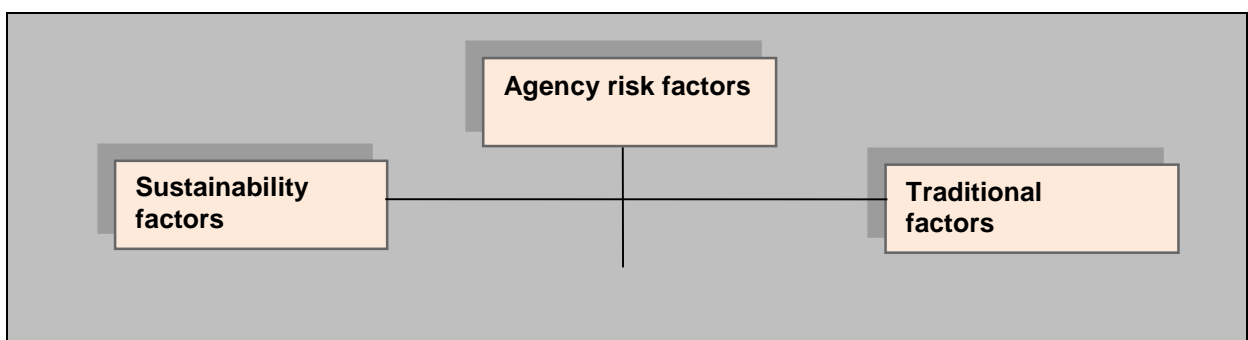 Agency risk factors
Sustainability
factors
Traditional
factors